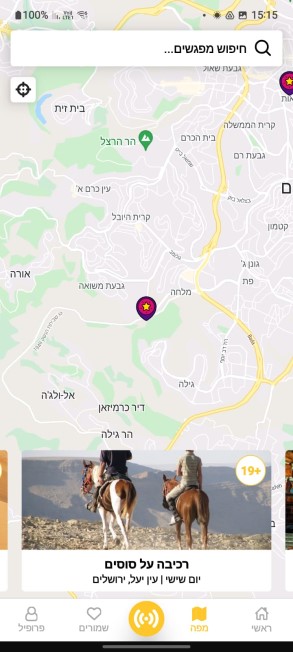 100%
15:15
חיפוש מפגשים...
גבעת שאול
בית זית
קרית הממשלה
הר הרצל
בית הכרם
גבעת רם
עין כרם א'
קרית היובל
קטמון
גונן ג'
פת
אורה
גבעת משואה
מלחה
גילה
אל-ולג'ה
דיר כרמיזאן
הר גילה
19+
רכיבה על סוסים
יום שישי | עין יעל, ירושלים
ראשי
מפה
שמורים
פרופיל